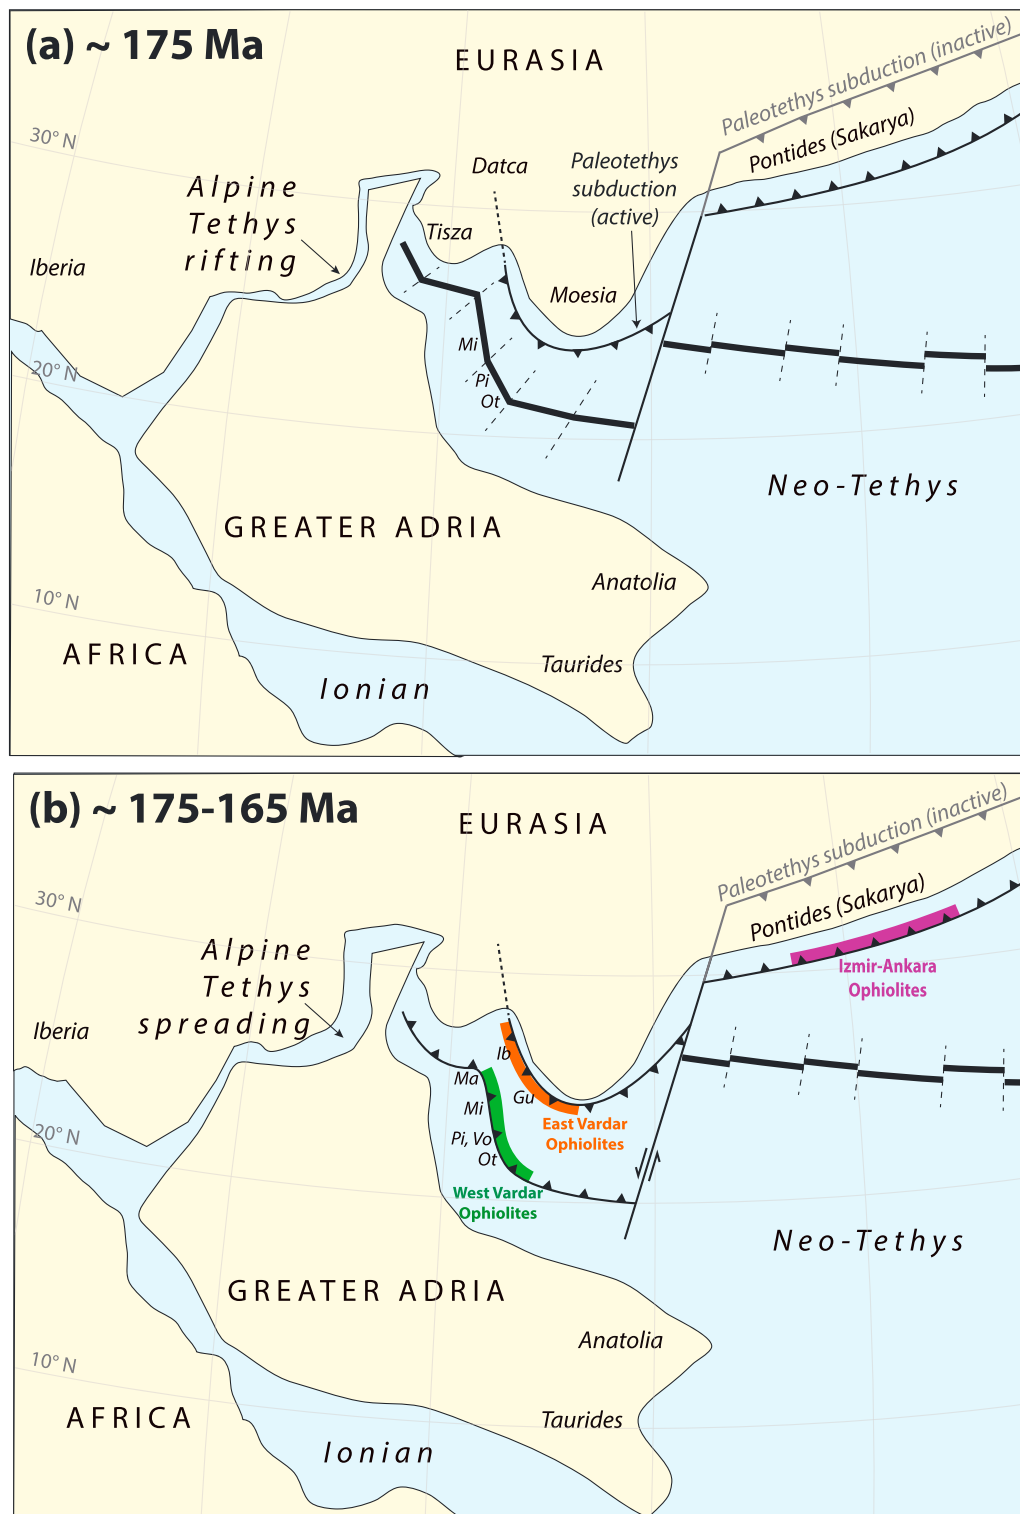 (a) ~ 175 Ma
EURASIA
Paleotethys subduction (inactive)
30° N
Pontides (Sakarya)
Datca
Paleotethys
subduction
(active)
Alpine
Tethys
rifting
Tisza
Iberia
Moesia
Mi
20° N
Pi
Ot
Neo-Tethys
GREATER ADRIA
Anatolia
10° N
AFRICA
Taurides
Ionian
(b) ~ 175-165 Ma
EURASIA
Paleotethys subduction (inactive)
30° N
Pontides (Sakarya)
Alpine
Tethys
spreading
Izmir-Ankara
Ophiolites
Iberia
Ib
Ma
Gu
Mi
East Vardar
Ophiolites
20° N
Pi, Vo
Ot
West Vardar
Ophiolites
Neo-Tethys
GREATER ADRIA
Anatolia
10° N
AFRICA
Taurides
Ionian